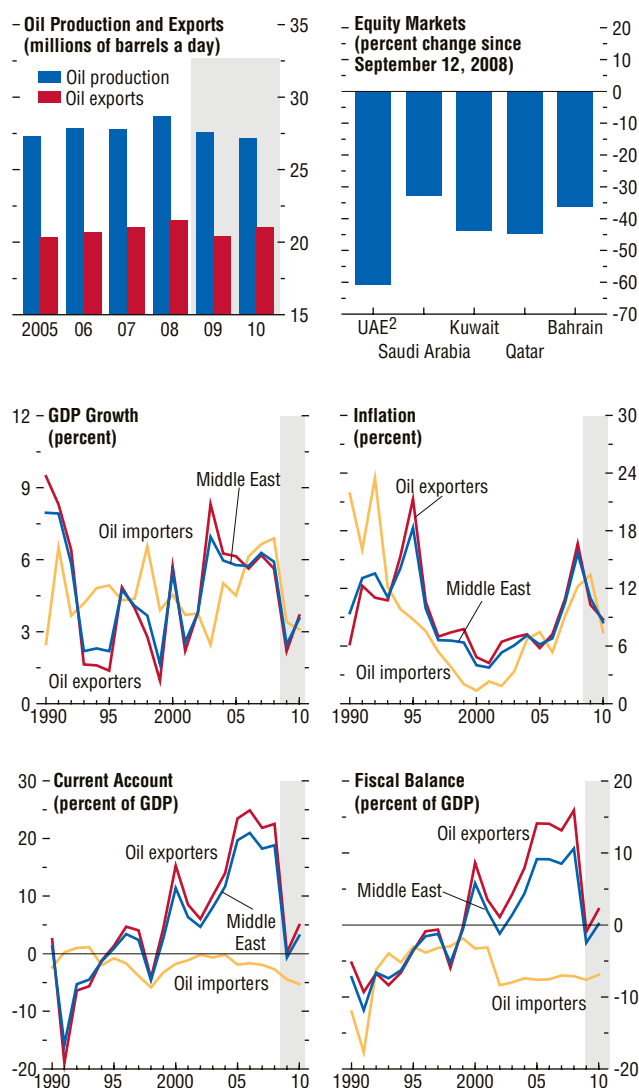 Oil Production and Exports
(millions of barrels a day)
Oil production
Oil exports
35
30
25
20
15
2005 06 07 08 09 10
Equity Markets
(percent change since
September 12, 2008)
20
10
0
-10
-20
-30
-40
-50
-60
-70
UAE2 Kuwait Bahrain
Saudi Arabia Qatar
GDP Growth
(percent)
12
9
6
3
0
Middle East
Oil importers
Oil exporters
1990 95 2000 05 10
Inflation
(percent)
30
24
18
12
6
0
Oil exporters
Middle East
Oil importers
1990 95 2000 05 10
Current Account
(percent of GDP)
30
20
10
0
-10
-20
Oil exporters
Middle
East
Oil importers
1990 95 2000 05 10
Fiscal Balance
(percent of GDP)
20
15
10
5
0
-5
-10
-15
-20
Oil exporters
Middle East
Oil importers
1990 95 2000 05 10